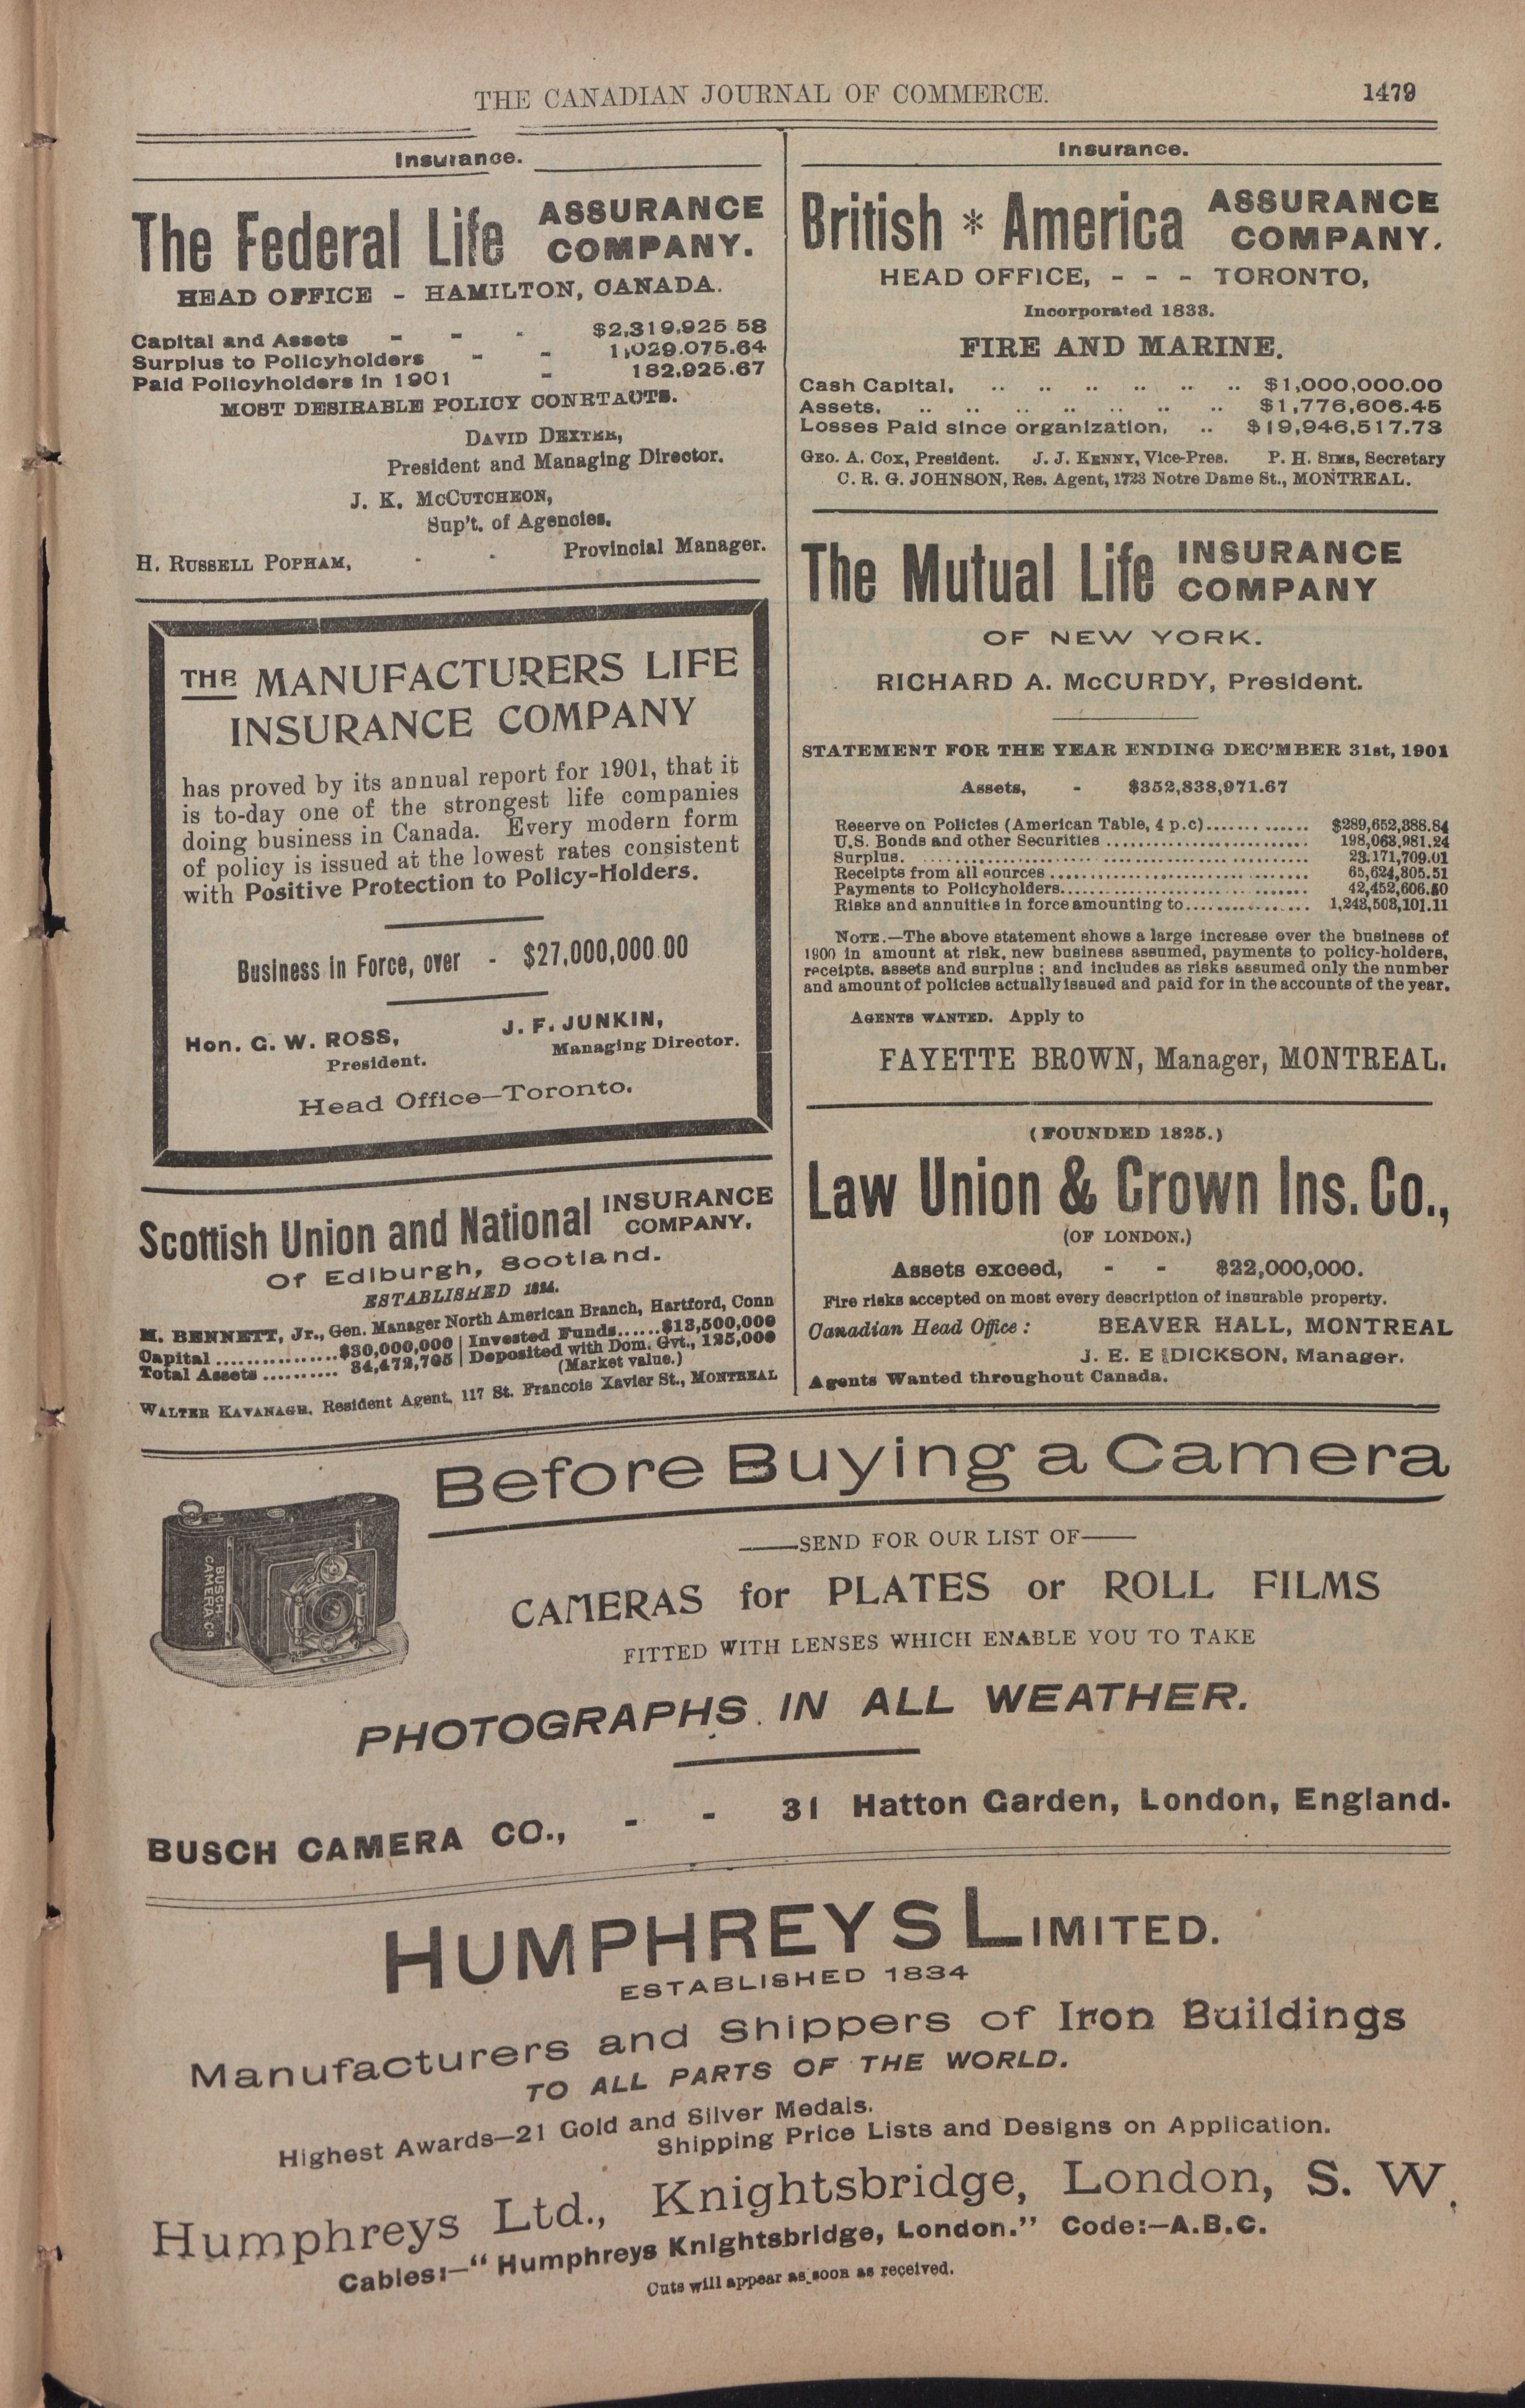 THE CANADIAN JOURNAL OF COMMERCE.
1479
Insurance.
The Federal Life ASSURANCE COMPANY.
HEAD OFFICE - HAMILTON, CANADA.
Capital and Assets - - - $2,319,925 58
Surplus to Policyholders - - 1,029.075.64
Paid Policyholders in 1901 - 182.925.67
MOST DESIRABLE POLICY CONRTACTS.
DAVID DEXTER,
President and Managing Director.
J. K. MCCUTCHEON,
Sup't. of Agencies.
H. RUSSELL POPHAM, - - Provincial Manager.
THE MANUFACTURERS LIFE
INSURANCE COMPANY
has proved by its annual report for 1901, that it
is to-day one of the strongest life companies
doing business in Canada. Every modern form
of policy is issued at the lowest rates consistent
with Positive Protection to Policy-Holders.
Business in Force, over - $27,000,000.00
Hon. G. W. ROSS,
President.
J. F. JUNKIN,
Managing Director.
Head Office—Toronto.
Scottish Union and National INSURANCE COMPANY,
Of Ediburgh, Scotland.
ESTABLISHED 1824.
M. BENNETT, Jr., Gen. Manager North American Branch, Hartford, Conn
Capital ................$30,000,000 | Invested Funds......$13,500,000
Total Assets .......... 34,472,705 | Deposited with Dom. Gvt., 125,000
(Market value.)
WALTER KAVANAGH, Resident Agent, 117 St. Francois Xavier St., MONTREAL
Insurance.
British * America ASSURANCE COMPANY.
HEAD OFFICE, - - - TORONTO,
Incorporated 1833.
FIRE AND MARINE.
Cash Capital, .. .. .. .. .. .. $1,000,000.00
Assets, .. .. .. .. .. .. .. $1,776,606.45
Losses Paid since organization, .. $19,946,517.73
GEO. A. COX, President. J. J. KENNY, Vice-Pres. P. H. SIMS, Secretary
C. R. G. JOHNSON, Res. Agent, 1723 Notre Dame St., MONTREAL.
The Mutual Life INSURANCE COMPANY
OF NEW YORK.
RICHARD A. McCURDY, President.
STATEMENT FOR THE YEAR ENDING DEC'MBER 31st, 1901
Assets, - $352,838,971.67
Reserve on Policies (American Table, 4 p.c)............. $289,652,388.84
U.S. Bonds and other Securities .......................... 198,063,981.24
Surplus. .................................................. 23,171,709.01
Receipts from all sources ................................. 65,624,305.51
Payments to Policyholders................................ 42,452,606.50
Risks and annuities in force amounting to................ 1,243,503,101.11
NOTE.—The above statement shows a large increase over the business of
1900 in amount at risk, new business assumed, payments to policy-holders,
receipts, assets and surplus ; and includes as risks assumed only the number
and amount of policies actually issued and paid for in the accounts of the year.
AGENTS WANTED. Apply to
FAYETTE BROWN, Manager, MONTREAL.
(FOUNDED 1825.)
Law Union & Crown Ins. Co.,
(OF LONDON.)
Assets exceed, - - $22,000,000.
Fire risks accepted on most every description of insurable property.
Canadian Head Office : BEAVER HALL, MONTREAL
J. E. E DICKSON, Manager.
Agents Wanted throughout Canada.
Before Buying a Camera
—SEND FOR OUR LIST OF—
CAMERAS for PLATES or ROLL FILMS
FITTED WITH LENSES WHICH ENABLE YOU TO TAKE
PHOTOGRAPHS IN ALL WEATHER.
BUSCH CAMERA Co
BUSCH CAMERA CO., - - 31 Hatton Garden, London, England.
HUMPHREYS LIMITED.
ESTABLISHED 1834
Manufacturers and Shippers of Iron Buildings
TO ALL PARTS OF THE WORLD.
Highest Awards—21 Gold and Silver Medals.
Shipping Price Lists and Designs on Application.
Humphreys Ltd., Knightsbridge, London, S. W.
Cables:—"Humphreys Knightsbridge, London." Code:—A.B.C.
Cuts will appear as soon as received.